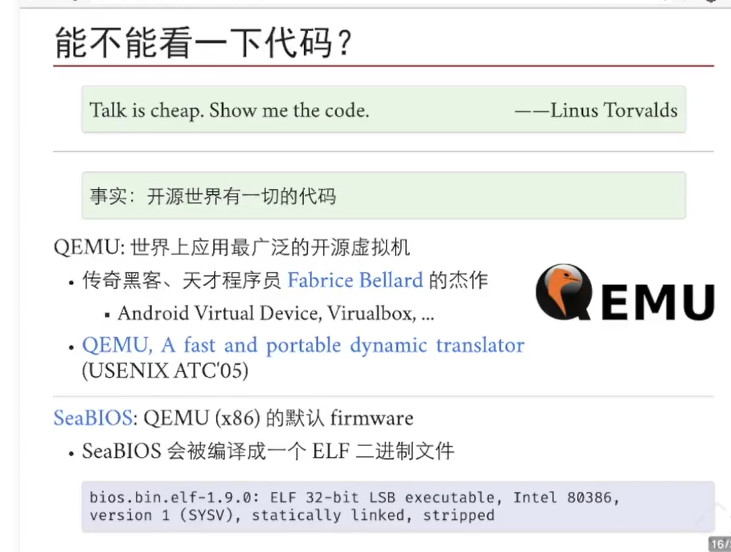 能不能看一下代码？
Talk is cheap. Show me the code. ——Linus Torvalds
事实：开源世界有一切的代码
QEMU: 世界上应用最广泛的开源虚拟机
• 传奇黑客、天才程序员 Fabrice Bellard 的杰作
▪ Android Virtual Device, Virualbox, ...
• QEMU, A fast and portable dynamic translator
(USENIX ATC'05)
QEMU
SeaBIOS: QEMU (x86) 的默认 firmware
• SeaBIOS 会被编译成一个 ELF 二进制文件
bios.bin.elf-1.9.0: ELF 32-bit LSB executable, Intel 80386,
version 1 (SYSV), statically linked, stripped